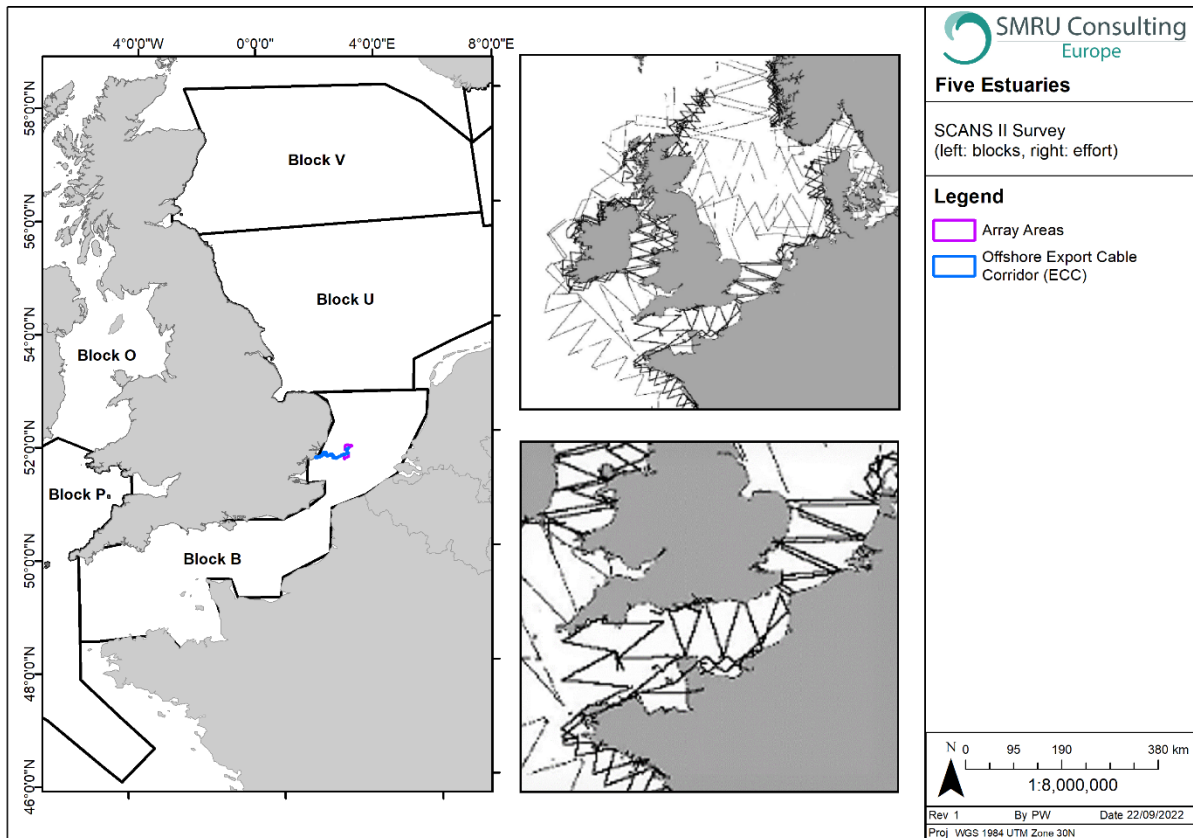 4°0'0"W
0°0'0"E
4°0'0"E
8°0'0"E
58°0'0"N
56°0'0"N
54°0'0"N
52°0'0"N
50°0'0"N
48°0'0"N
46°0'0"N
Block V
Block U
Block O
Block P
Block B
SMRU Consulting
Europe
Five Estuaries
SCANS II Survey
(left: blocks, right: effort)
Legend
Array Areas
Offshore Export Cable
Corridor (ECC)
N
0 95 190 380 km
1:8,000,000
Rev 1 By PW Date 22/09/2022
Proj WGS 1984 UTM Zone 30N